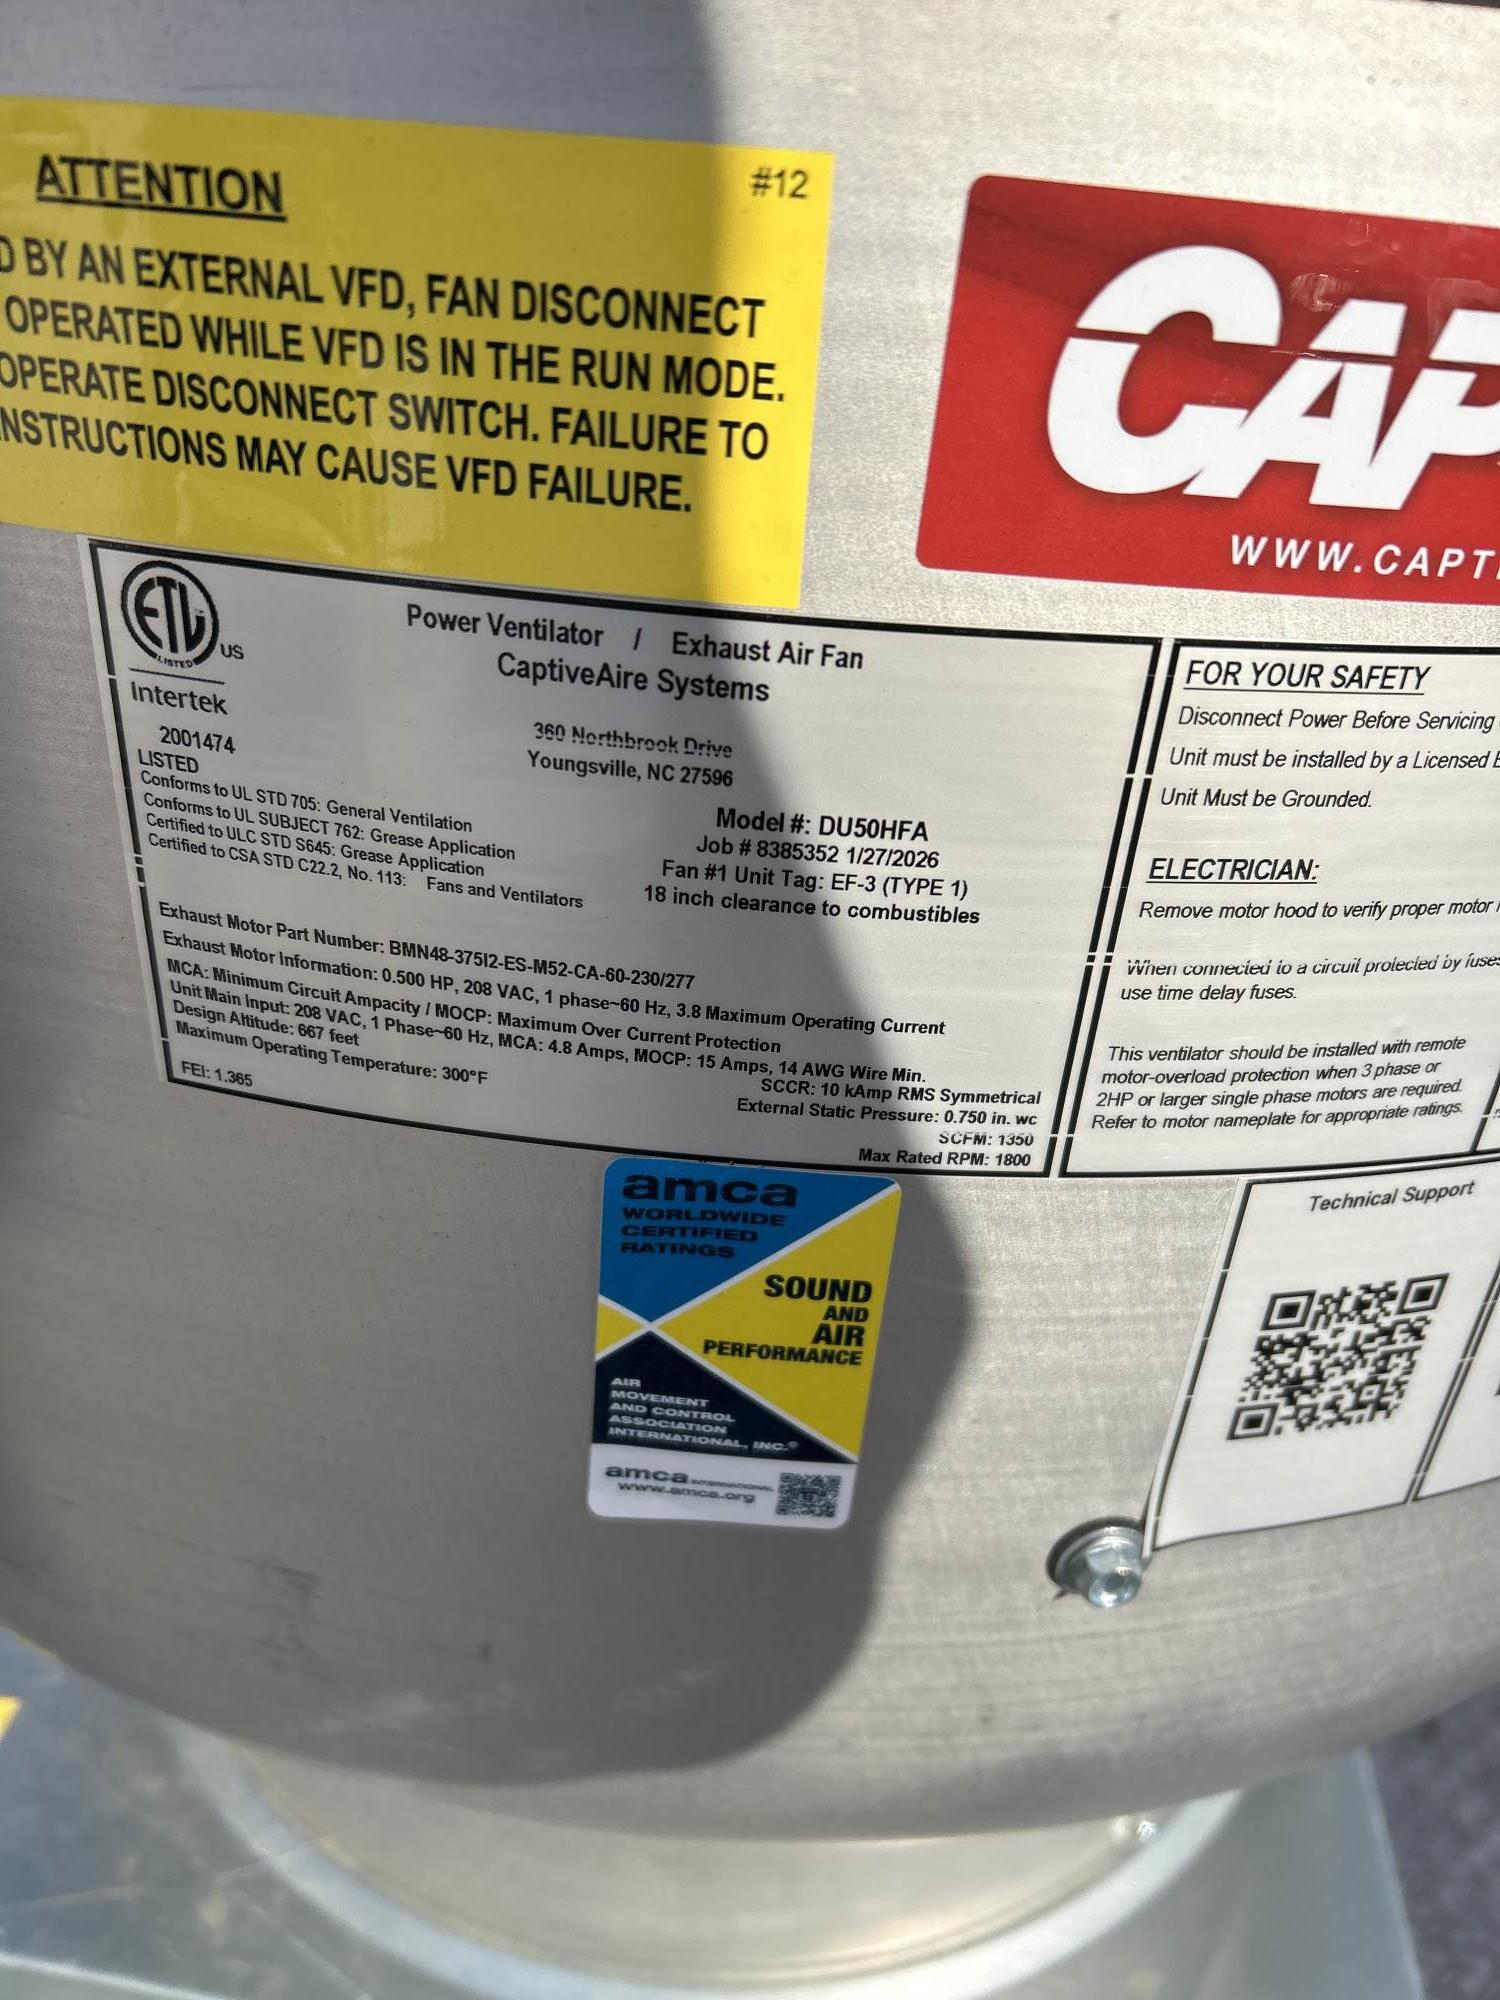 ATTENTION
#12
D BY AN EXTERNAL VFD, FAN DISCONNECT
OPERATED WHILE VFD IS IN THE RUN MODE.
OPERATE DISCONNECT SWITCH. FAILURE TO
INSTRUCTIONS MAY CAUSE VFD FAILURE.
CAP
WWW.CAPTI
ETL
LISTED
US
Intertek
2001474
LISTED
Conforms to UL STD 705: General Ventilation
Conforms to UL SUBJECT 762: Grease Application
Certified to ULC STD S645: Grease Application
Certified to CSA STD C22.2, No. 113: Fans and Ventilators
Power Ventilator / Exhaust Air Fan
CaptiveAire Systems
360 Northbrook Drive
Youngsville, NC 27596
Model #: DU50HFA
Job # 8385352 1/27/2026
Fan #1 Unit Tag: EF-3 (TYPE 1)
18 inch clearance to combustibles
Exhaust Motor Part Number: BMN48-375I2-ES-M52-CA-60-230/277
Exhaust Motor Information: 0.500 HP, 208 VAC, 1 phase~60 Hz, 3.8 Maximum Operating Current
MCA: Minimum Circuit Ampacity / MOCP: Maximum Over Current Protection
Unit Main Input: 208 VAC, 1 Phase~60 Hz, MCA: 4.8 Amps, MOCP: 15 Amps, 14 AWG Wire Min.
Design Altitude: 667 feet
SCCR: 10 kAmp RMS Symmetrical
Maximum Operating Temperature: 300°F
External Static Pressure: 0.750 in. wc
SCFM: 1350
FEI: 1.365
Max Rated RPM: 1800
FOR YOUR SAFETY
Disconnect Power Before Servicing
Unit must be installed by a Licensed E
Unit Must be Grounded.
ELECTRICIAN:
Remove motor hood to verify proper motor
When connected to a circuit protected by fuses
use time delay fuses.
This ventilator should be installed with remote
motor-overload protection when 3 phase or
2HP or larger single phase motors are required.
Refer to motor nameplate for appropriate ratings.
Technical Support
amca
WORLDWIDE
CERTIFIED
RATINGS
SOUND
AND
AIR
PERFORMANCE
AIR
MOVEMENT
AND CONTROL
ASSOCIATION
INTERNATIONAL, INC.®
amca INTERNATIONAL
www.amca.org